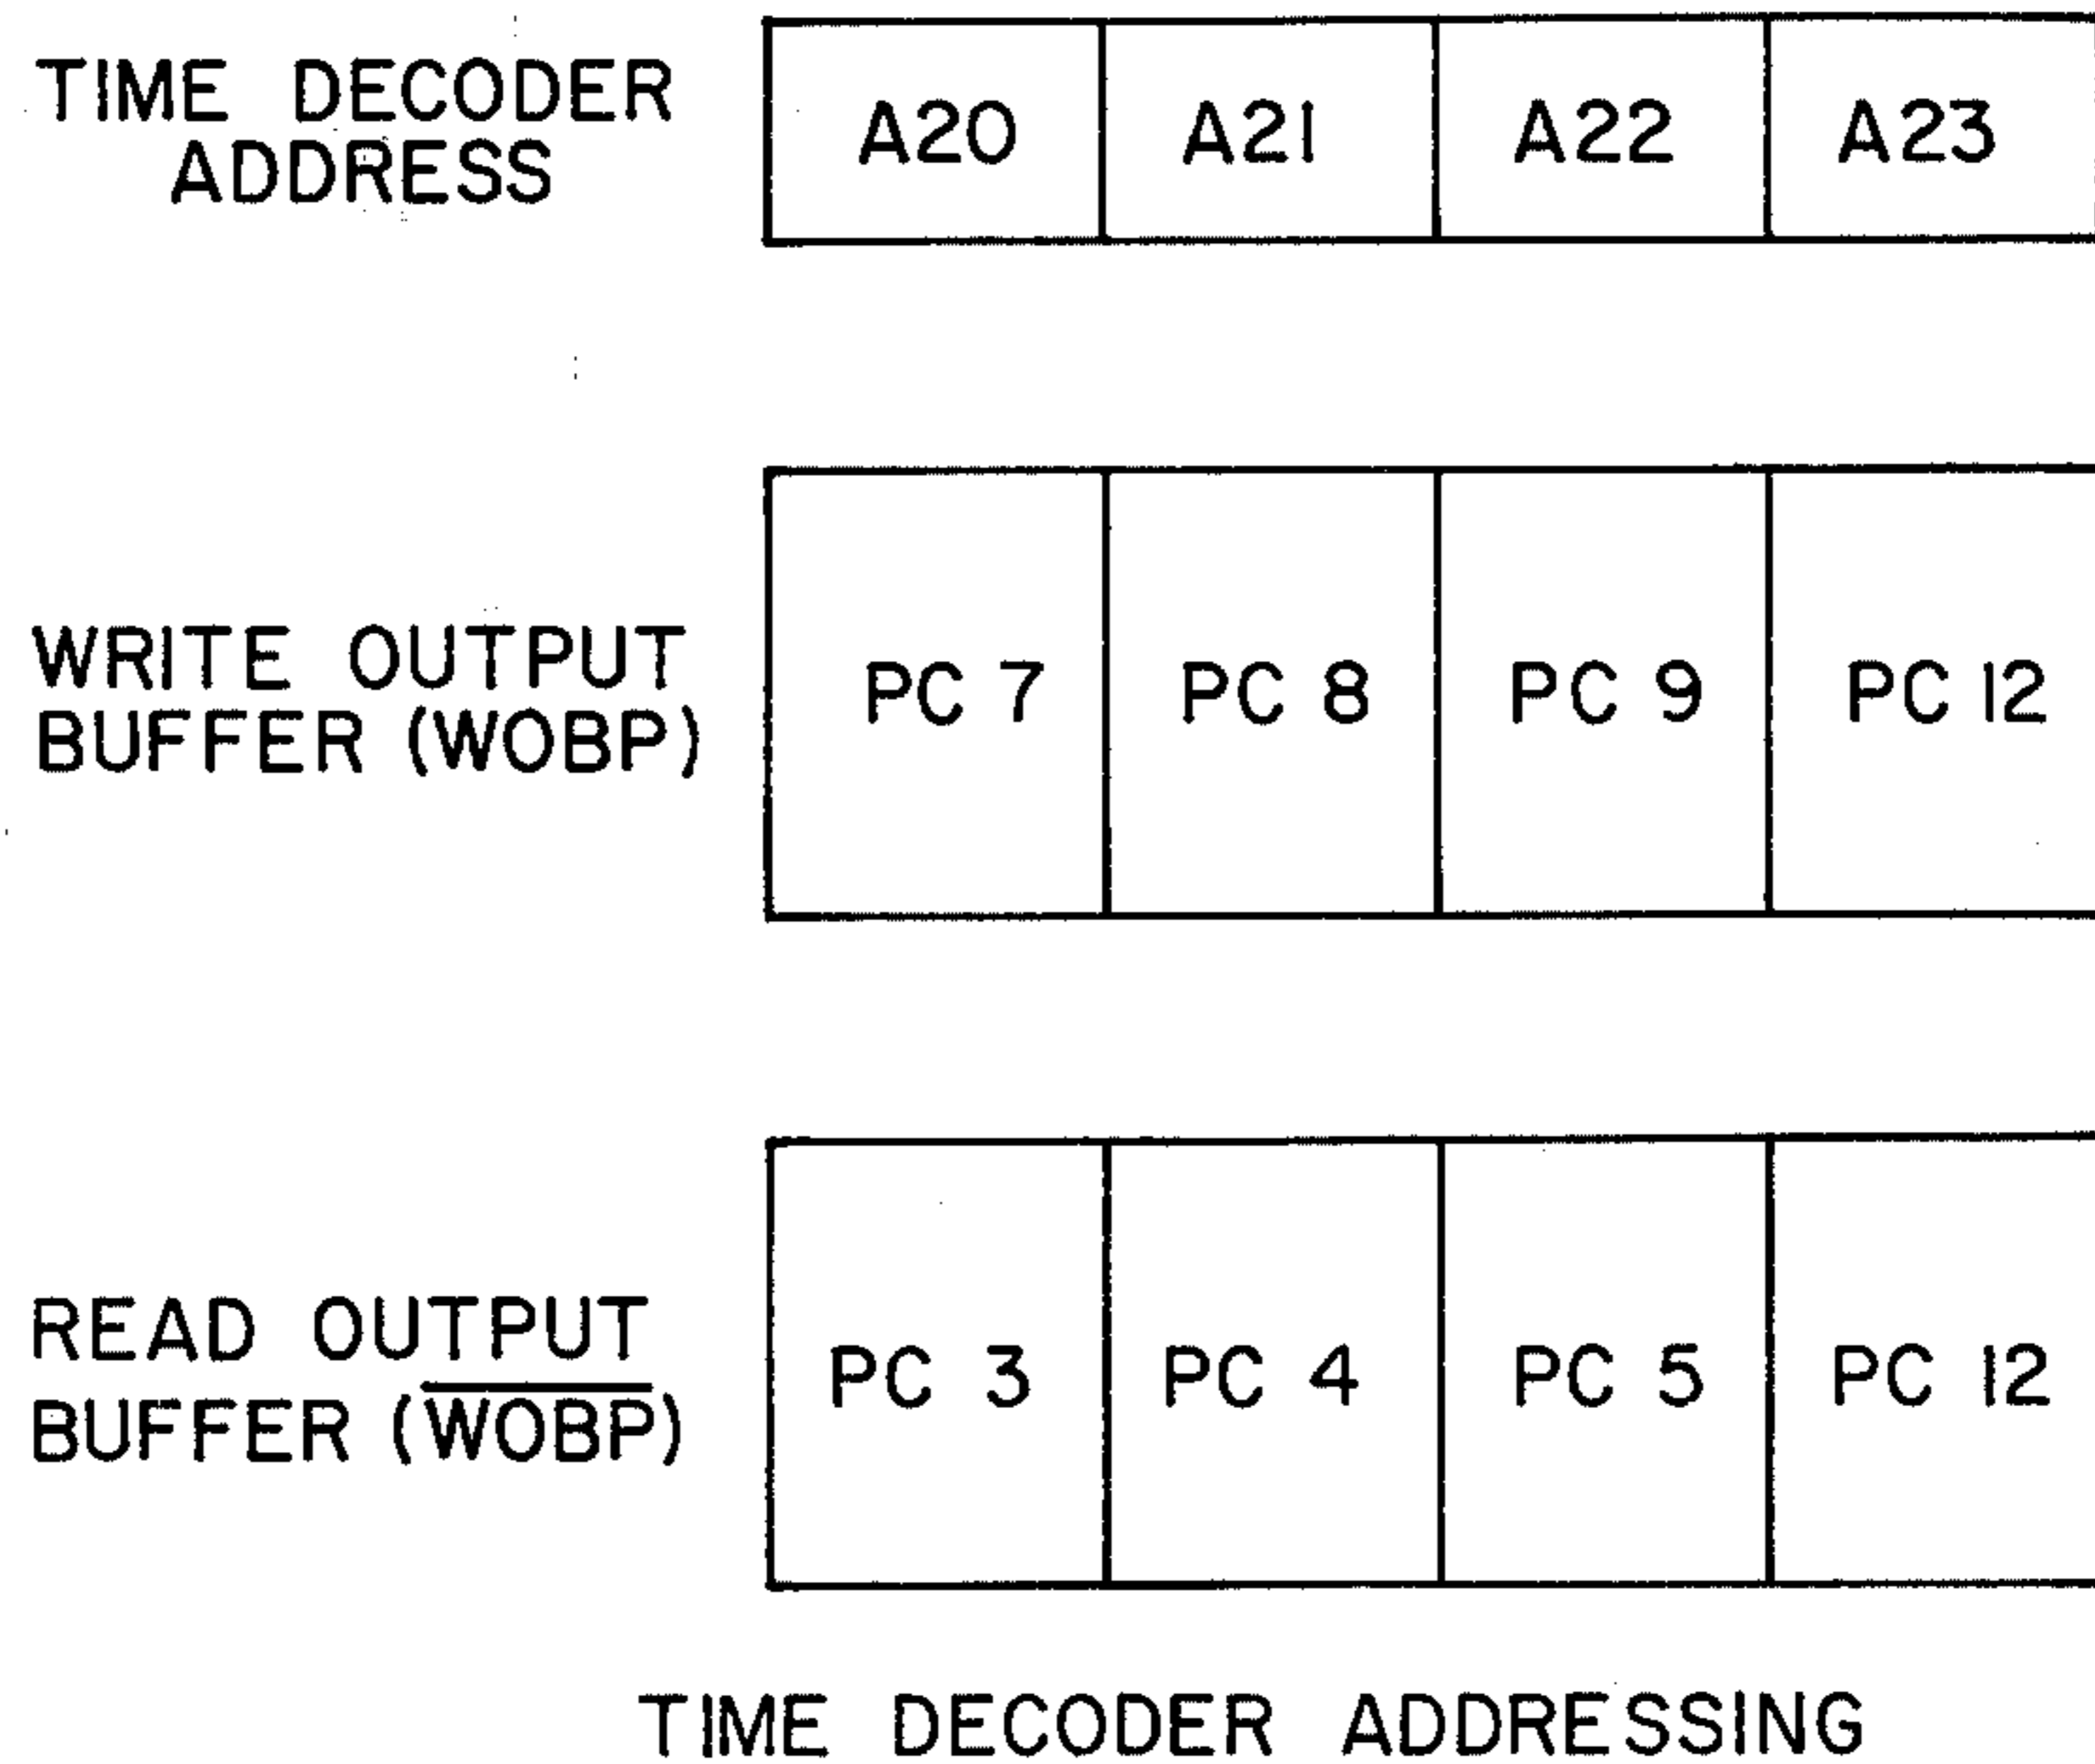 TIME DECODER
ADDRESS
A20 A21 A22 A23
WRITE OUTPUT
BUFFER (WOBP)
PC 7 PC 8 PC 9 PC 12
READ OUTPUT
BUFFER (W̅O̅B̅P̅)
PC 3 PC 4 PC 5 PC 12
TIME DECODER ADDRESSING